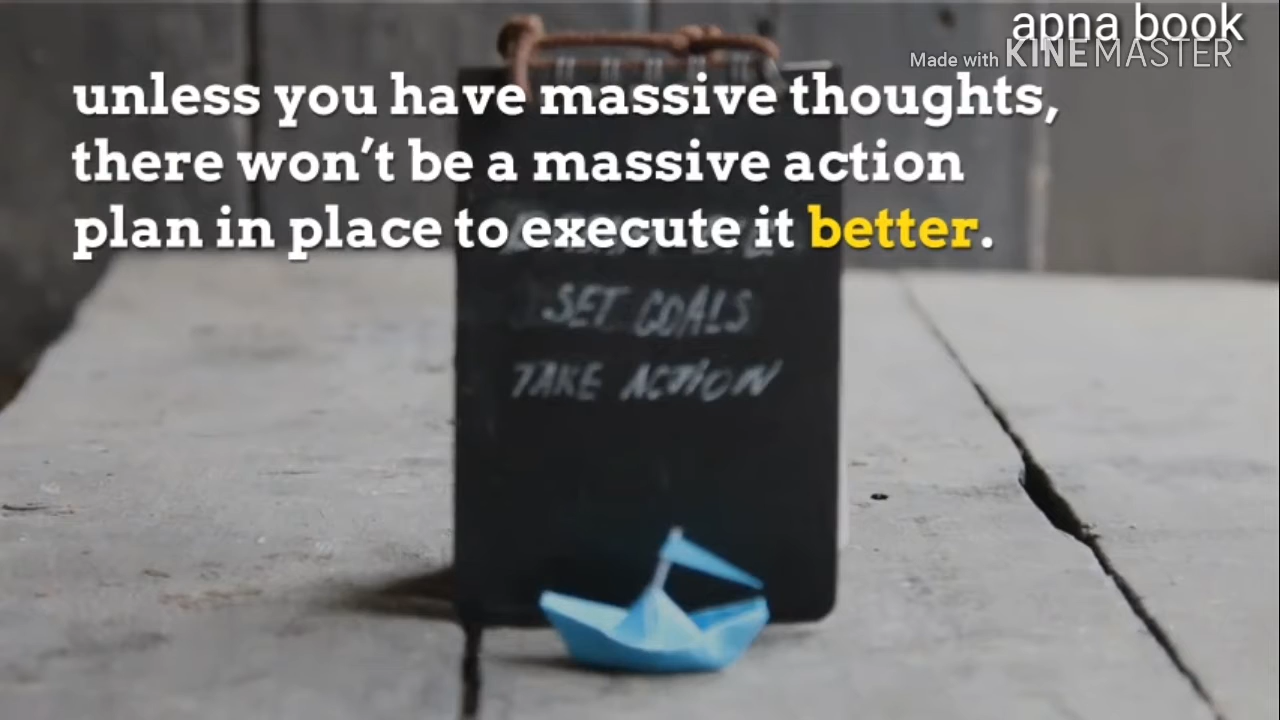 apna book
Made with KINEMASTER
unless you have massive thoughts,
there won’t be a massive action
plan in place to execute it better.
SET GOALS
TAKE ACTION